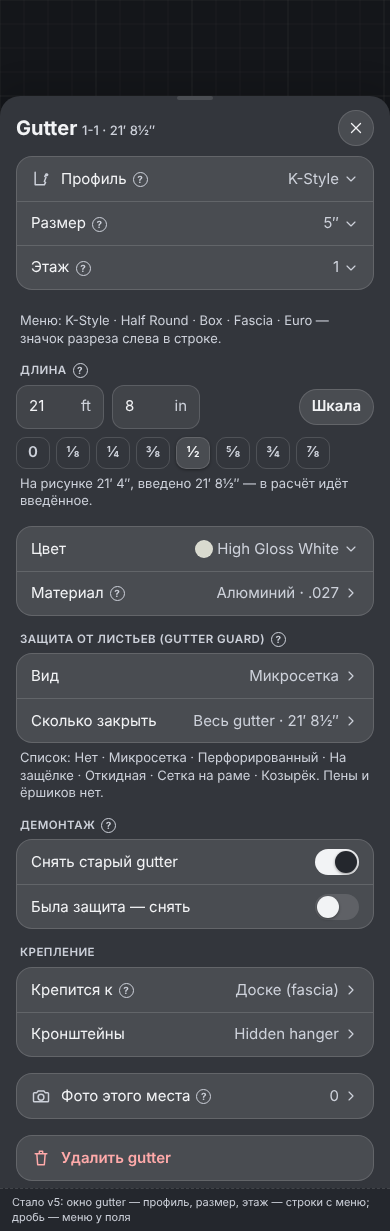 Gutter 1-1 · 21′ 8½″
Профиль ? K-Style
Размер ? 5″
Этаж ? 1
Меню: K-Style · Half Round · Box · Fascia · Euro —
значок разреза слева в строке.
ДЛИНА ?
21 ft 8 in Шкала
0 ⅛ ¼ ⅜ ½ ⅝ ¾ ⅞
На рисунке 21′ 4″, введено 21′ 8½″ — в расчёт идёт
введённое.
Цвет High Gloss White
Материал ? Алюминий · .027
ЗАЩИТА ОТ ЛИСТЬЕВ (GUTTER GUARD) ?
Вид Микросетка
Сколько закрыть Весь gutter · 21′ 8½″
Список: Нет · Микросетка · Перфорированный · На
защёлке · Откидная · Сетка на раме · Козырёк. Пены и
ёршиков нет.
ДЕМОНТАЖ ?
Снять старый gutter
Была защита — снять
КРЕПЛЕНИЕ
Крепится к ? Доске (fascia)
Кронштейны Hidden hanger
Фото этого места ? 0
Удалить gutter
Стало v5: окно gutter — профиль, размер, этаж — строки с меню;
дробь — меню у поля